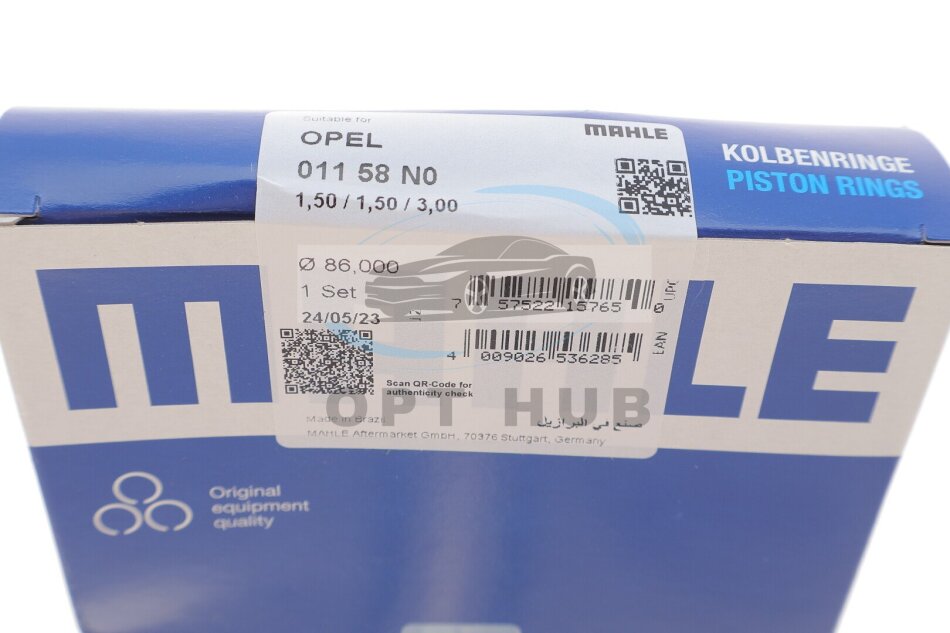 Suitable for
OPEL
MAHLE
011 58 N0
1,50 / 1,50 / 3,00
KOLBENRINGE
PISTON RINGS
Ø 86,000
1 Set
24/05/23
7 57522 15765 0
UPC
4 009026 536285
EAN
Scan QR-Code for
authenticity check
OPT HUB
Made in Brazil
صنع في البرازيل
MAHLE Aftermarket GmbH, 70376 Stuttgart, Germany
Original
equipment
quality